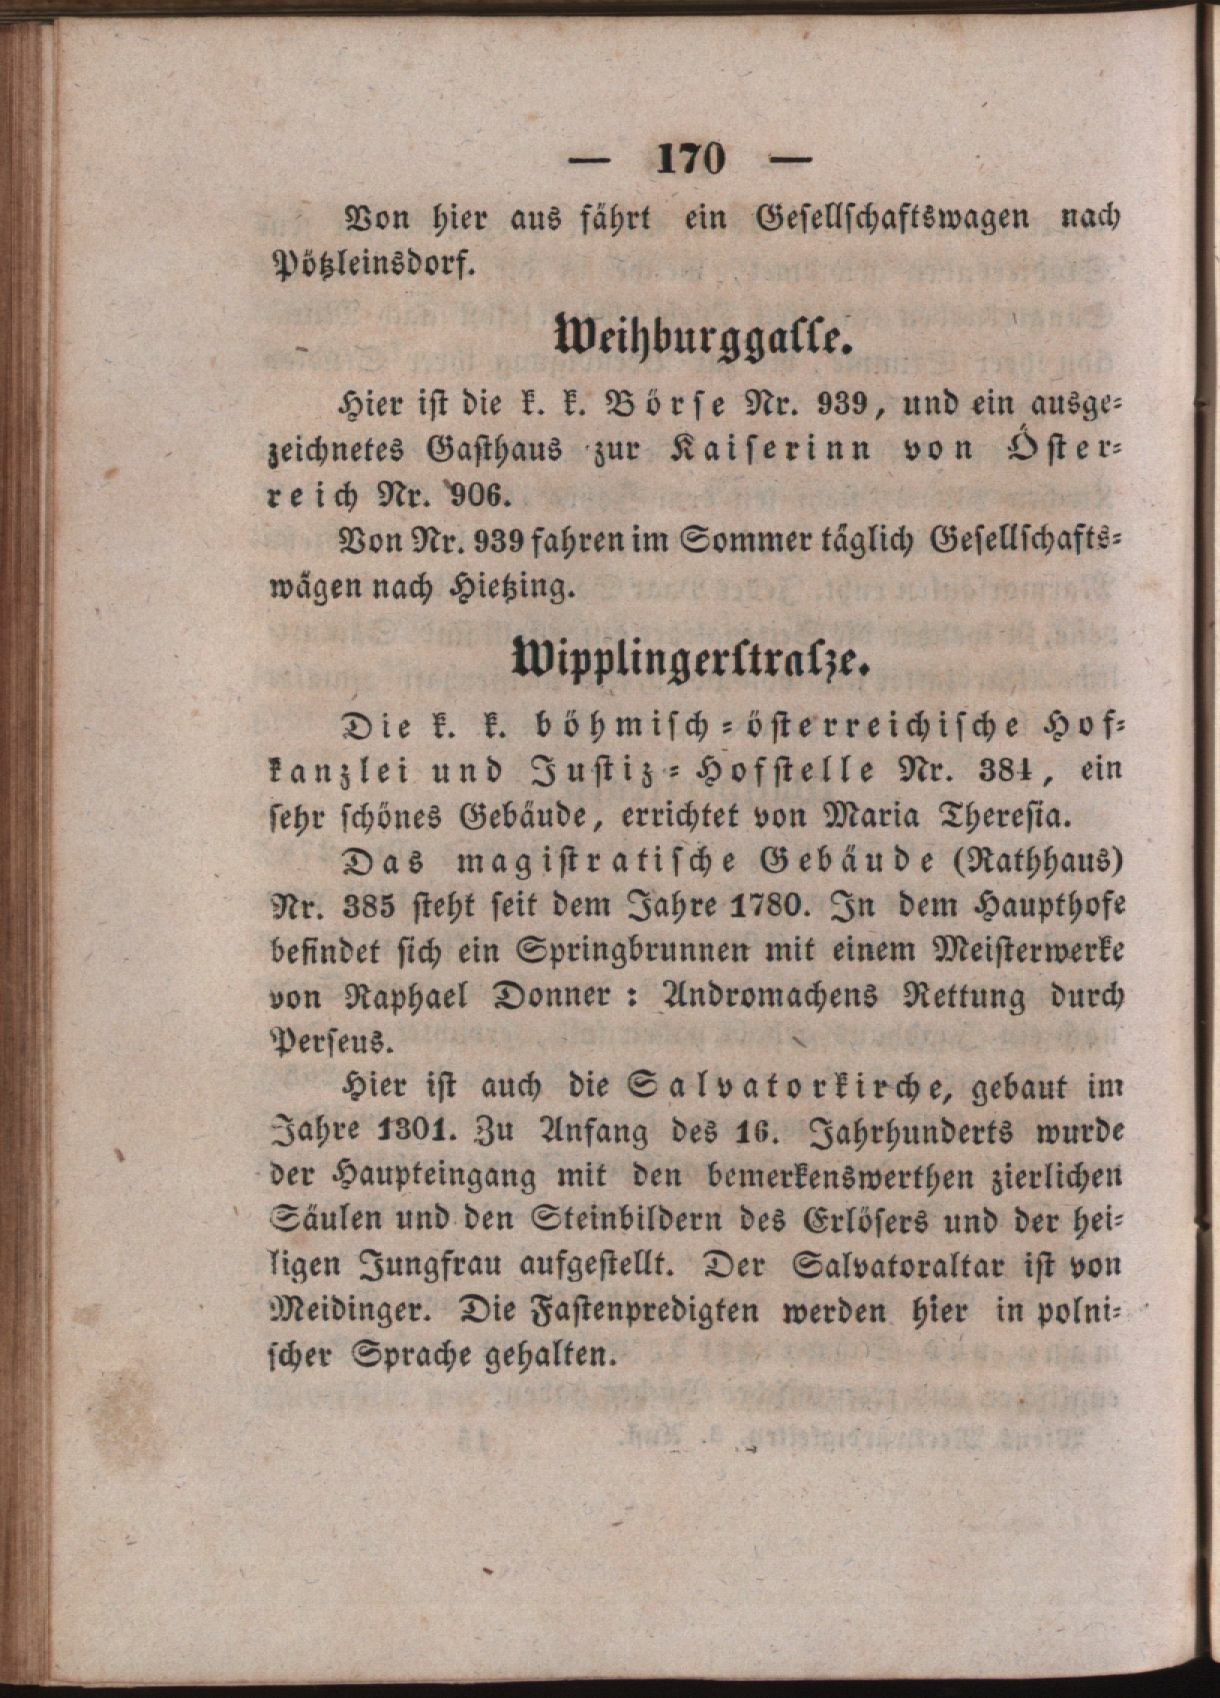 — 170 —
Von hier aus fährt ein Gesellschaftswagen nach
Pötzleinsdorf.
Weihburggasse.
Hier ist die k. k. Börse Nr. 939, und ein ausge-
zeichnetes Gasthaus zur Kaiserinn von Öster-
reich Nr. 906.
Von Nr. 939 fahren im Sommer täglich Gesellschafts-
wägen nach Hietzing.
Wipplingerstrasze.
Die k. k. böhmisch-österreichische Hof-
kanzlei und Justiz-Hofstelle Nr. 384, ein
sehr schönes Gebäude, errichtet von Maria Theresia.
Das magistratische Gebäude (Rathhaus)
Nr. 385 steht seit dem Jahre 1780. In dem Haupthofe
befindet sich ein Springbrunnen mit einem Meisterwerke
von Raphael Donner: Andromachens Rettung durch
Perseus.
Hier ist auch die Salvatorkirche, gebaut im
Jahre 1301. Zu Anfang des 16. Jahrhunderts wurde
der Haupteingang mit den bemerkenswerthen zierlichen
Säulen und den Steinbildern des Erlösers und der hei-
ligen Jungfrau aufgestellt. Der Salvatoraltar ist von
Meidinger. Die Fastenpredigten werden hier in polni-
scher Sprache gehalten.